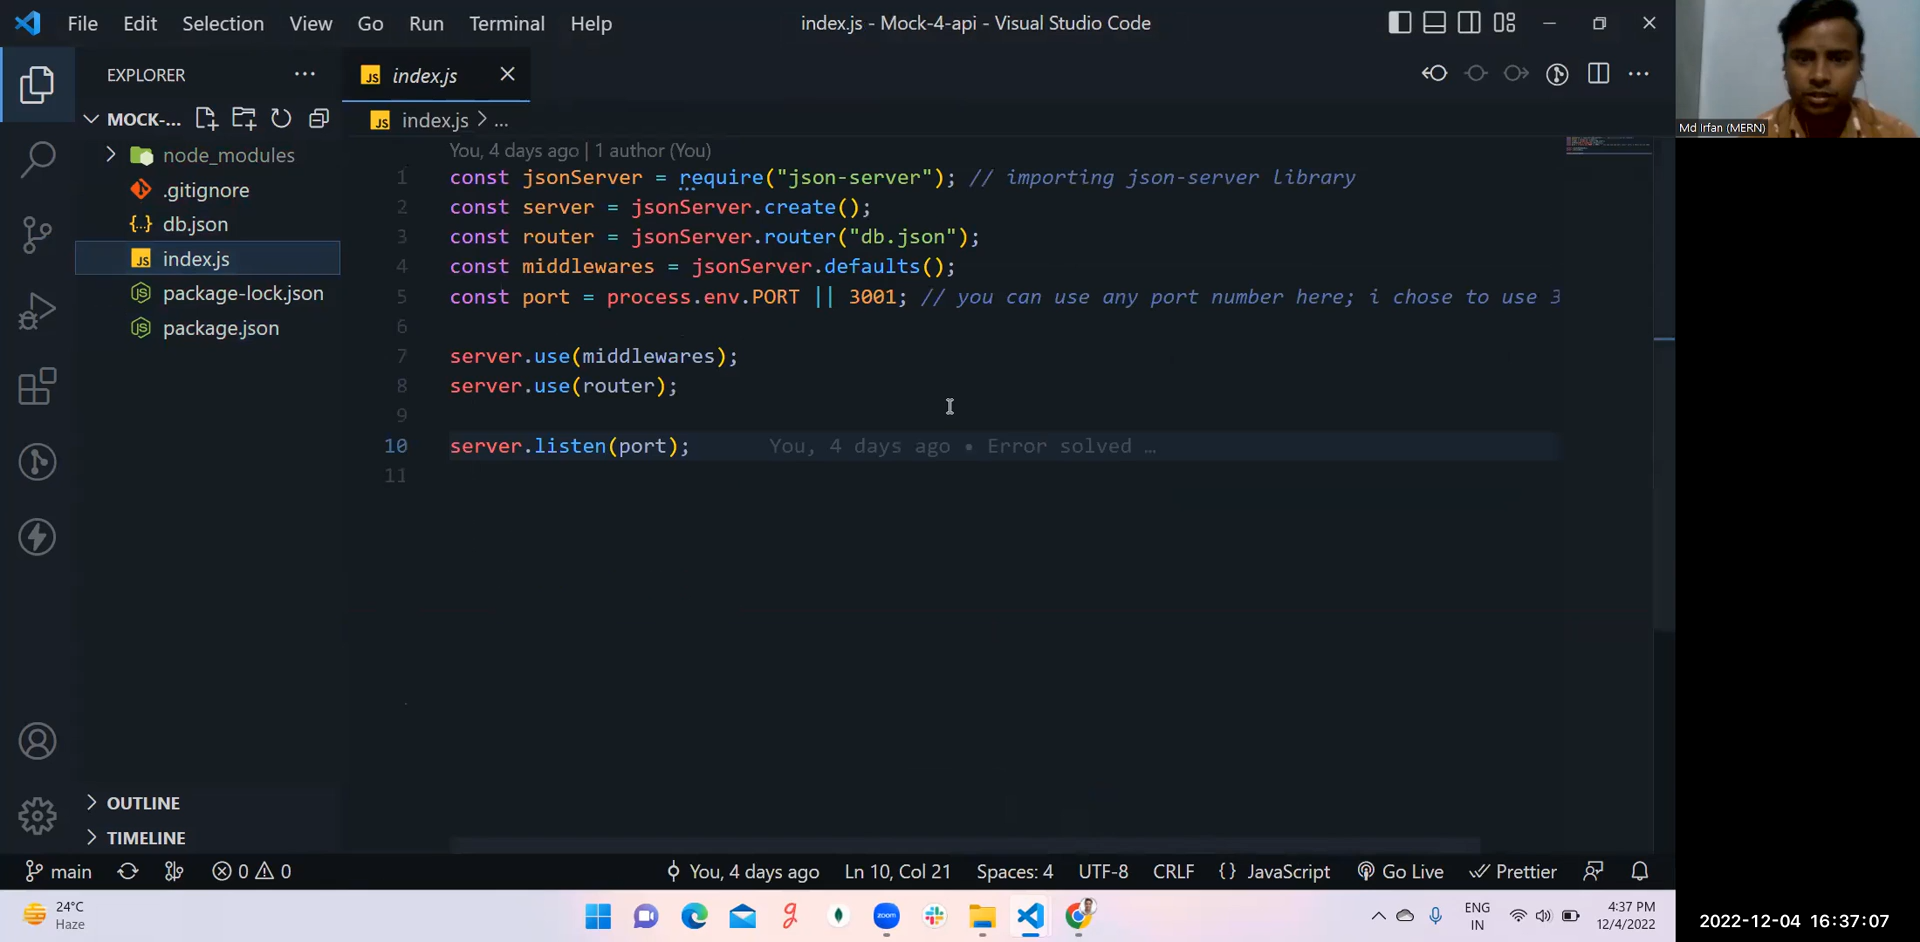 File Edit Selection View Go Run Terminal Help
index.js - Mock-4-api - Visual Studio Code
EXPLORER
MOCK-...
node_modules
.gitignore
db.json
index.js
package-lock.json
package.json
OUTLINE
TIMELINE
index.js
index.js > ...
You, 4 days ago | 1 author (You)
1 const jsonServer = require("json-server"); // importing json-server library
2 const server = jsonServer.create();
3 const router = jsonServer.router("db.json");
4 const middlewares = jsonServer.defaults();
5 const port = process.env.PORT || 3001; // you can use any port number here; i chose to use 3
6
7 server.use(middlewares);
8 server.use(router);
9
10 server.listen(port); You, 4 days ago • Error solved …
11
Md Irfan (MERN)
main 0 0 You, 4 days ago Ln 10, Col 21 Spaces: 4 UTF-8 CRLF {} JavaScript Go Live Prettier
24°C
Haze
zoom
ENG
IN
4:37 PM
12/4/2022
2022-12-04 16:37:07